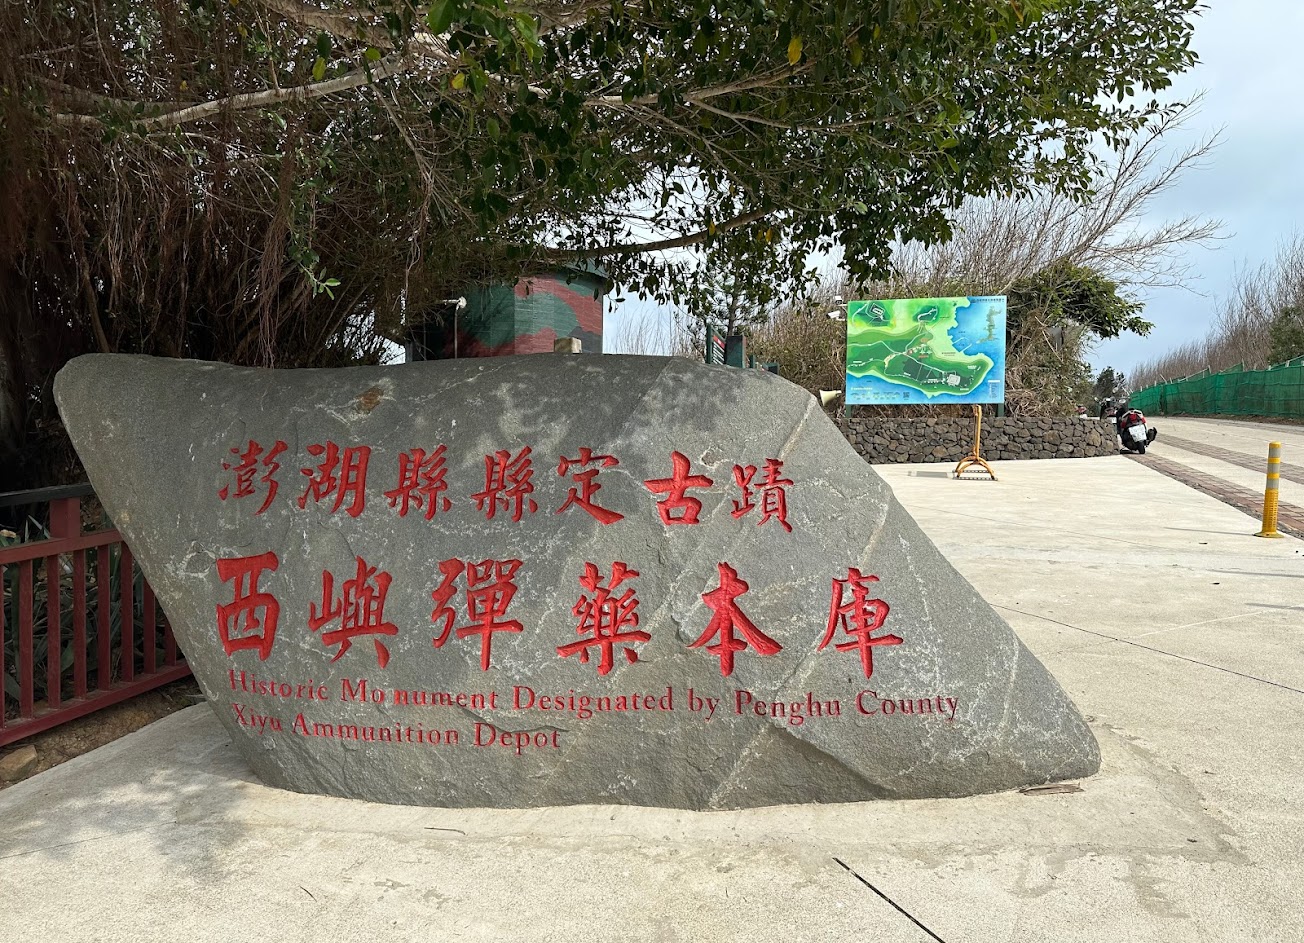 澎湖縣縣定古蹟
西嶼彈藥本庫
Historic Monument Designated by Penghu County
Xiyu Ammunition Depot